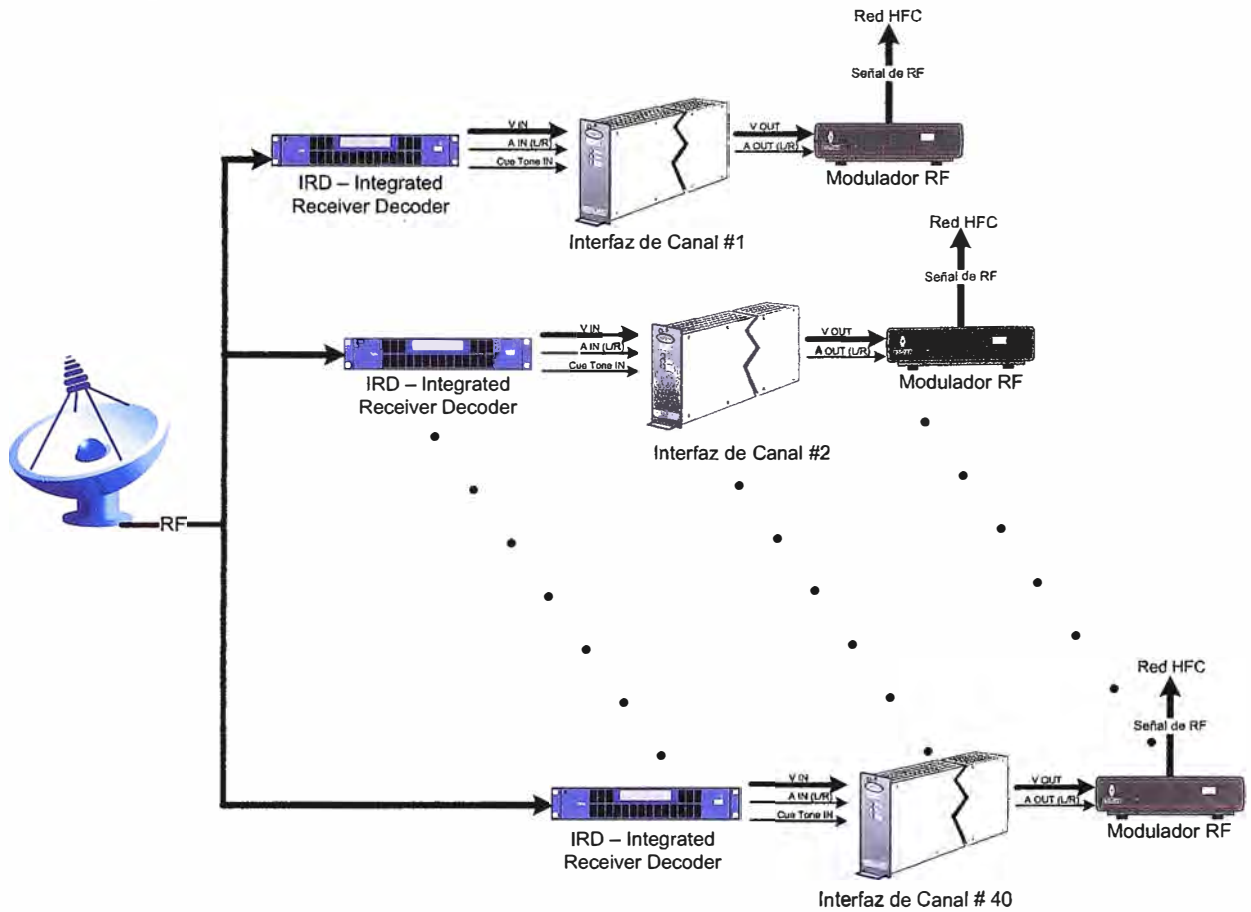 Red HFC
Señal de RF
V IN
A IN (L/R)
Cue Tone IN
V OUT
A OUT (L/R)
IRD – Integrated
Receiver Decoder
Modulador RF
Interfaz de Canal #1
Red HFC
Señal de RF
V IN
A IN (L/R)
Cue Tone IN
V OUT
A OUT (L/R)
IRD – Integrated
Receiver Decoder
Modulador RF
Interfaz de Canal #2
RF
Red HFC
Señal de RF
V IN
A IN (L/R)
Cue Tone IN
V OUT
A OUT (L/R)
IRD – Integrated
Receiver Decoder
Modulador RF
Interfaz de Canal # 40